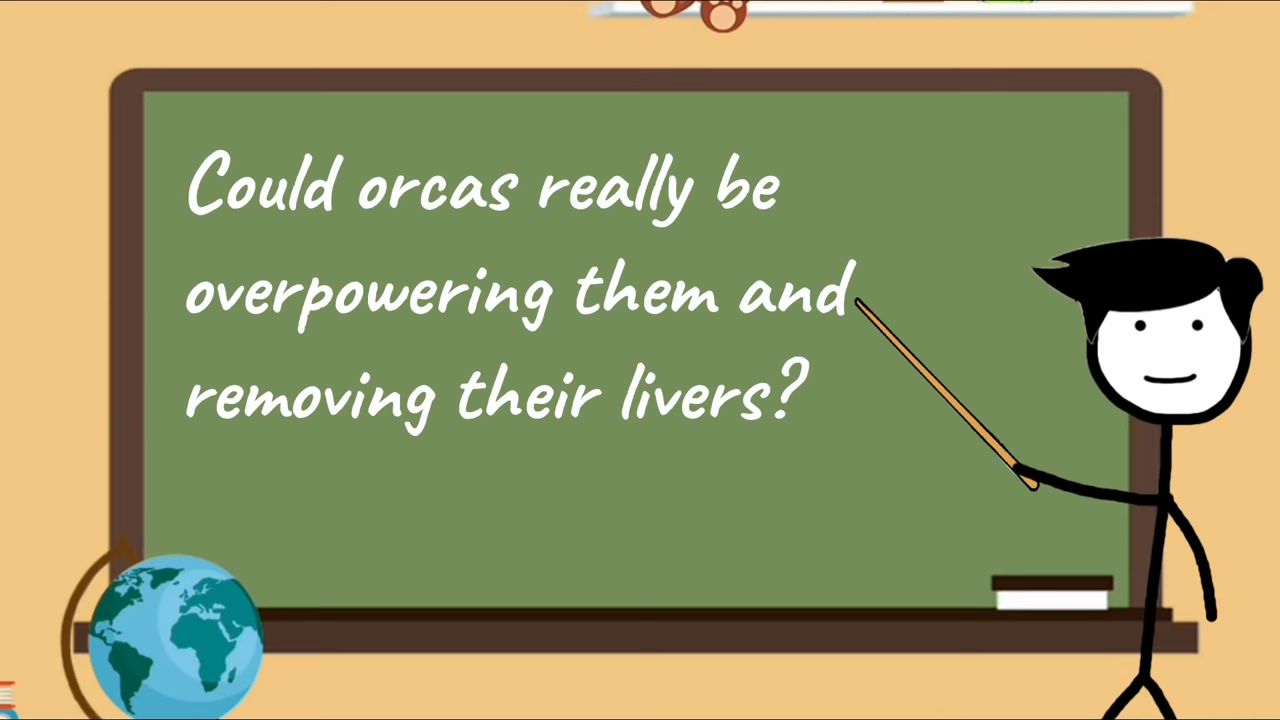 Could orcas really be
overpowering them and
removing their livers?